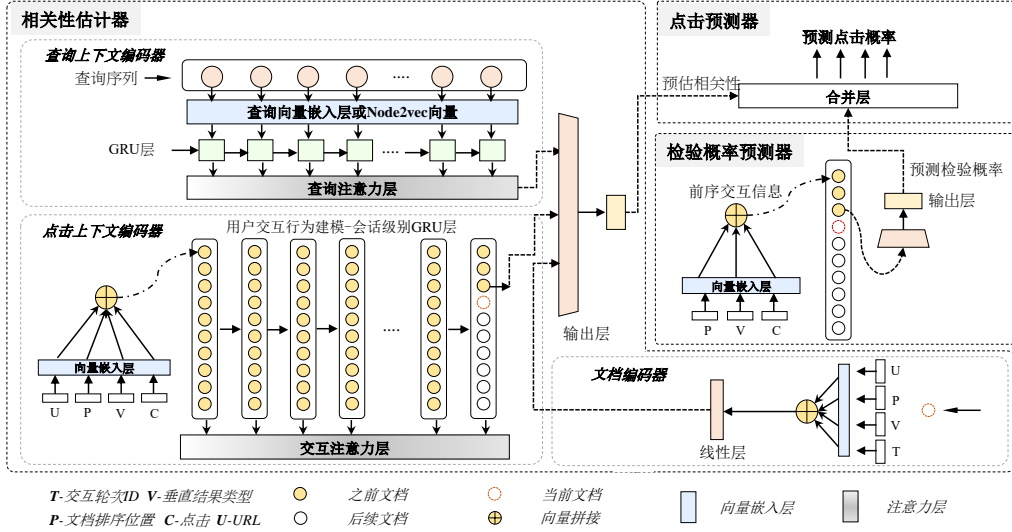 相关性估计器
查询上下文编码器
查询序列
....
查询向量嵌入层或Node2vec向量
GRU层
....
查询注意力层
点击上下文编码器
用户交互行为建模-会话级别GRU层
向量嵌入层
U P V C
....
交互注意力层
输出层
点击预测器
预测点击概率
预估相关性
合并层
检验概率预测器
前序交互信息
预测检验概率
输出层
向量嵌入层
P V C
文档编码器
线性层
U
P
V
T
T-交互轮次ID V-垂直结果类型
P-文档排序位置 C-点击 U-URL
之前文档
后续文档
当前文档
向量拼接
向量嵌入层
注意力层